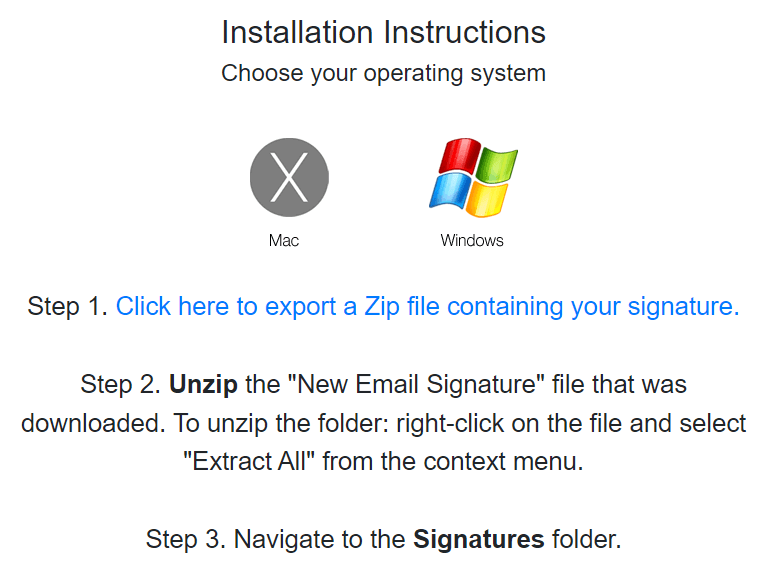 Installation Instructions
Choose your operating system
X
Mac
Windows
Step 1. Click here to export a Zip file containing your signature.
Step 2. Unzip the "New Email Signature" file that was
downloaded. To unzip the folder: right-click on the file and select
"Extract All" from the context menu.
Step 3. Navigate to the Signatures folder.